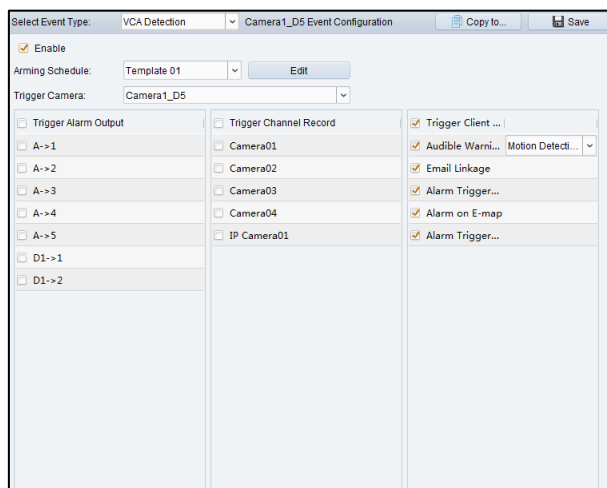 Select Event Type: VCA Detection Camera1_D5 Event Configuration Copy to... Save
Enable
Arming Schedule: Template 01 Edit
Trigger Camera: Camera1_D5
Trigger Alarm Output Trigger Channel Record Trigger Client ...
A->1 Camera01 Audible Warni... Motion Detecti...
A->2 Camera02 Email Linkage
A->3 Camera03 Alarm Trigger...
A->4 Camera04 Alarm on E-map
A->5 IP Camera01 Alarm Trigger...
D1->1
D1->2